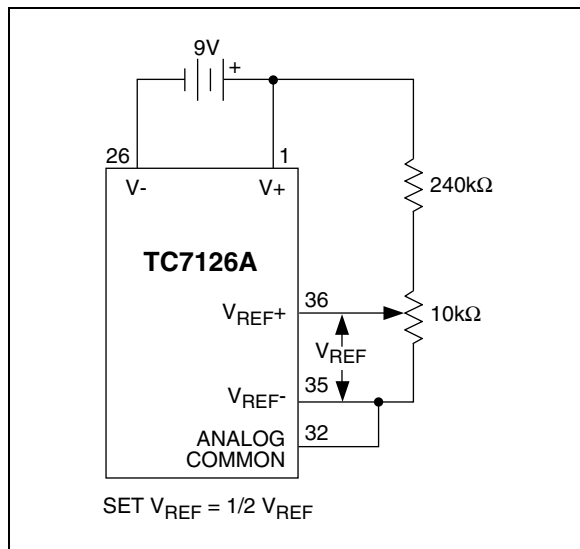 9V
+
26
1
V-
V+
240kΩ
TC7126A
36
VREF+
10kΩ
VREF
35
VREF-
32
ANALOG
COMMON
SET VREF = 1/2 VREF